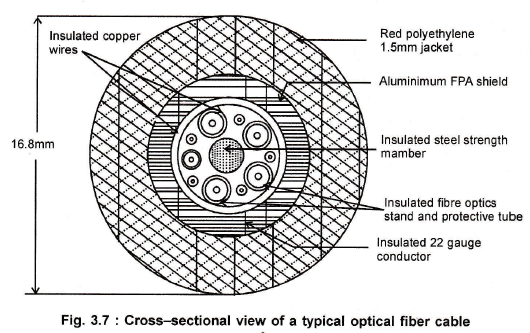 Insulated copper
wires
Red polyethylene
1.5mm jacket
Aluminimum FPA shield
16.8mm
Insulated steel strength
mamber
Insulated fibre optics
stand and protective tube
Insulated 22 gauge
conductor
Fig. 3.7 : Cross–sectional view of a typical optical fiber cable